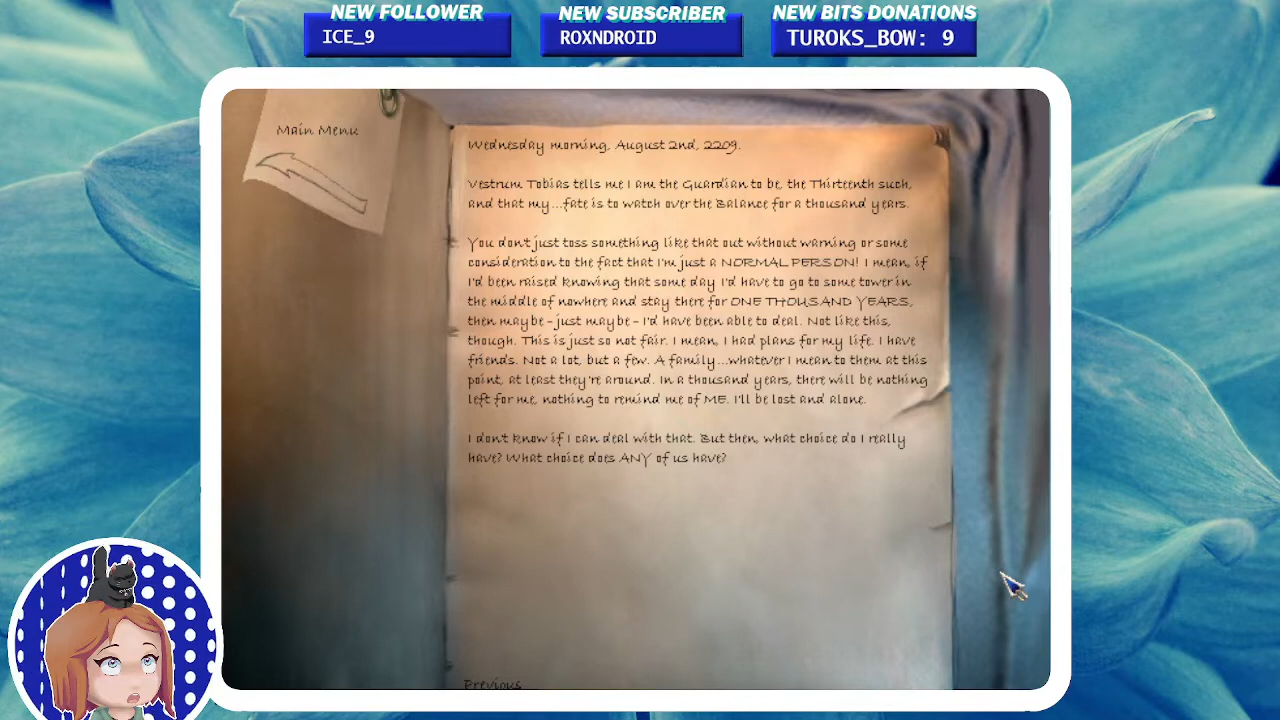 NEW FOLLOWER
ICE_9
NEW SUBSCRIBER
ROXNDROID
NEW BITS DONATIONS
TUROKS_BOW: 9
Main Menu
Wednesday morning, August 2nd, 2209.
Vestrum Tobias tells me I am the Guardian to be, the Thirteenth such,
and that my...fate is to watch over the Balance for a thousand years.
You don't just toss something like that out without warning or some
consideration to the fact that I'm just a NORMAL PERSON! I mean, if
I'd been raised knowing that some day I'd have to go to some tower in
the middle of nowhere and stay there for ONE THOUSAND YEARS,
then maybe - just maybe - I'd have been able to deal. Not like this,
though. This is just so not fair. I mean, I had plans for my life. I have
friends. Not a lot, but a few. A family...whatever I mean to them at this
point, at least they're around. In a thousand years, there will be nothing
left for me, nothing to remind me of ME. I'll be lost and alone.
I don't know if I can deal with that. But then, what choice do I really
have? What choice does ANY of us have?
Previous